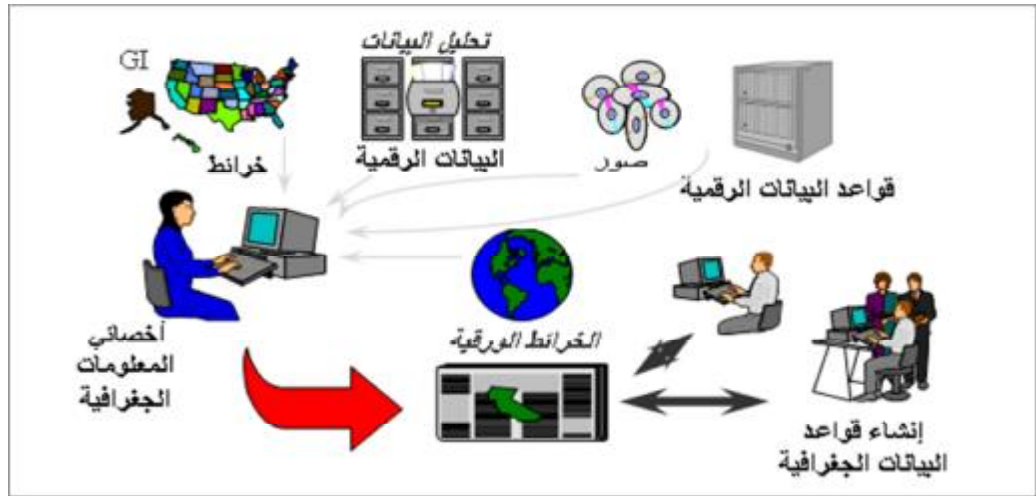 GI
تحليل البيانات
خرائط
البيانات الرقمية
صور
قواعد البيانات الرقمية
أخصائي
المعلومات
الجغرافية
الخرائط الورقية
إنشاء قواعد
البيانات الجغرافية